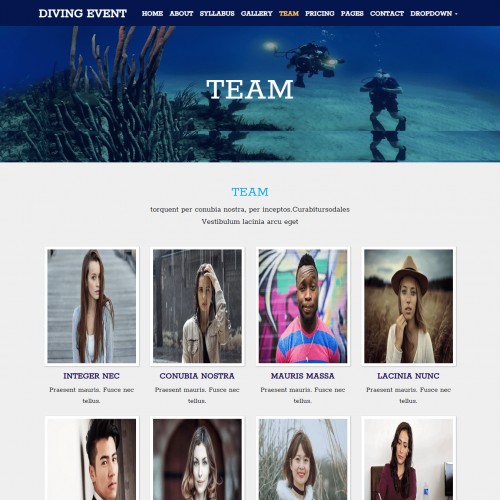 DIVING EVENT HOME ABOUT SYLLABUS GALLERY TEAM PRICING PAGES CONTACT DROPDOWN
TEAM
TEAM
torquent per conubia nostra, per inceptos.Curabitursodales
Vestibulum lacinia arcu eget
INTEGER NEC CONUBIA NOSTRA MAURIS MASSA LACINIA NUNC
Praesent mauris. Fusce nec Praesent mauris. Fusce nec Praesent mauris. Fusce nec Praesent mauris. Fusce nec
tellus. tellus. tellus. tellus.